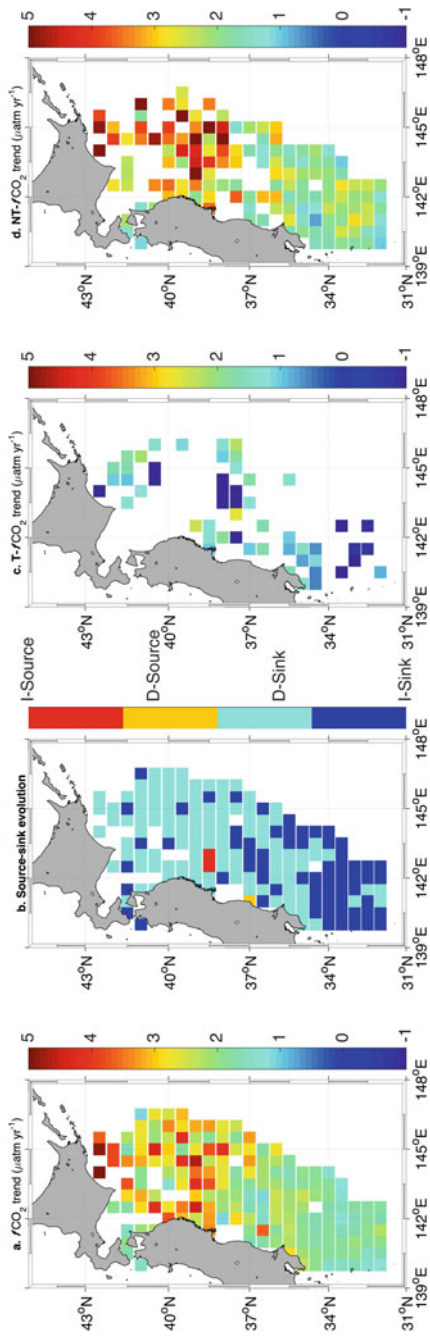 a. fCO2 trend (μatm yr-1)
43°N
40°N
37°N
34°N
31°N
139°E
142°E
145°E
148°E
5
4
3
2
1
0
-1
b. Source-sink evolution
43°N
40°N
37°N
34°N
31°N
139°E
142°E
145°E
148°E
I-Source
D-Source
D-Sink
I-Sink
c. T-fCO2 trend (μatm yr-1)
43°N
40°N
37°N
34°N
31°N
139°E
142°E
145°E
148°E
5
4
3
2
1
0
-1
d. NT-fCO2 trend (μatm yr-1)
43°N
40°N
37°N
34°N
31°N
139°E
142°E
145°E
148°E
5
4
3
2
1
0
-1